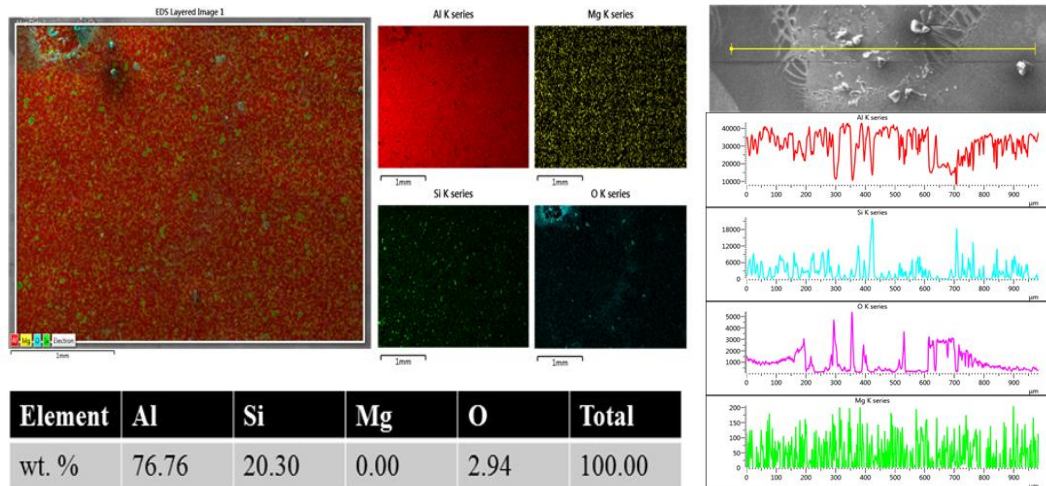 EDS Layered Image 1
Al Mg O Si Electron
1mm
Al K series
1mm
Mg K series
1mm
Si K series
1mm
O K series
1mm
Element Al Si Mg O Total
wt. % 76.76 20.30 0.00 2.94 100.00
Al K series
40000
30000
20000
10000
0 100 200 300 400 500 600 700 800 900
µm
Si K series
18000
12000
6000
0
0 100 200 300 400 500 600 700 800 900
µm
O K series
5000
4000
3000
2000
1000
0
0 100 200 300 400 500 600 700 800 900
µm
Mg K series
200
150
100
50
0
0 100 200 300 400 500 600 700 800 900
µm